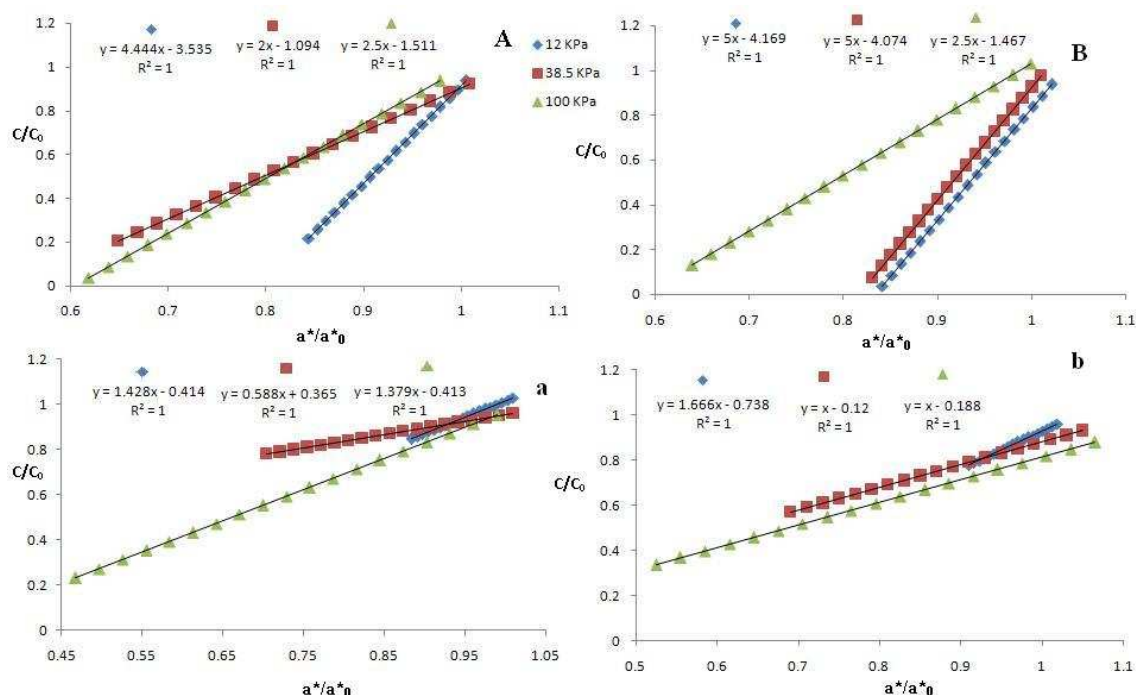 1.2
1
0.8
0.6
0.4
0.2
0
C/C₀
y = 4.444x - 3.535
R² = 1
y = 2x - 1.094
R² = 1
y = 2.5x - 1.511
R² = 1
A
12 KPa
38.5 KPa
100 KPa
0.6 0.7 0.8 0.9 1 1.1
a*/a*₀
1.2
1
0.8
0.6
0.4
0.2
0
C/C₀
y = 5x - 4.169
R² = 1
y = 5x - 4.074
R² = 1
y = 2.5x - 1.467
R² = 1
B
0.6 0.7 0.8 0.9 1 1.1
a*/a*₀
1.2
1
0.8
0.6
0.4
0.2
0
C/C₀
y = 1.428x - 0.414
R² = 1
y = 0.588x + 0.365
R² = 1
y = 1.379x - 0.413
R² = 1
a
0.45 0.55 0.65 0.75 0.85 0.95 1.05
a*/a*₀
1.2
1
0.8
0.6
0.4
0.2
0
C/C₀
y = 1.666x - 0.738
R² = 1
y = x - 0.12
R² = 1
y = x - 0.188
R² = 1
b
0.5 0.6 0.7 0.8 0.9 1 1.1
a*/a*₀